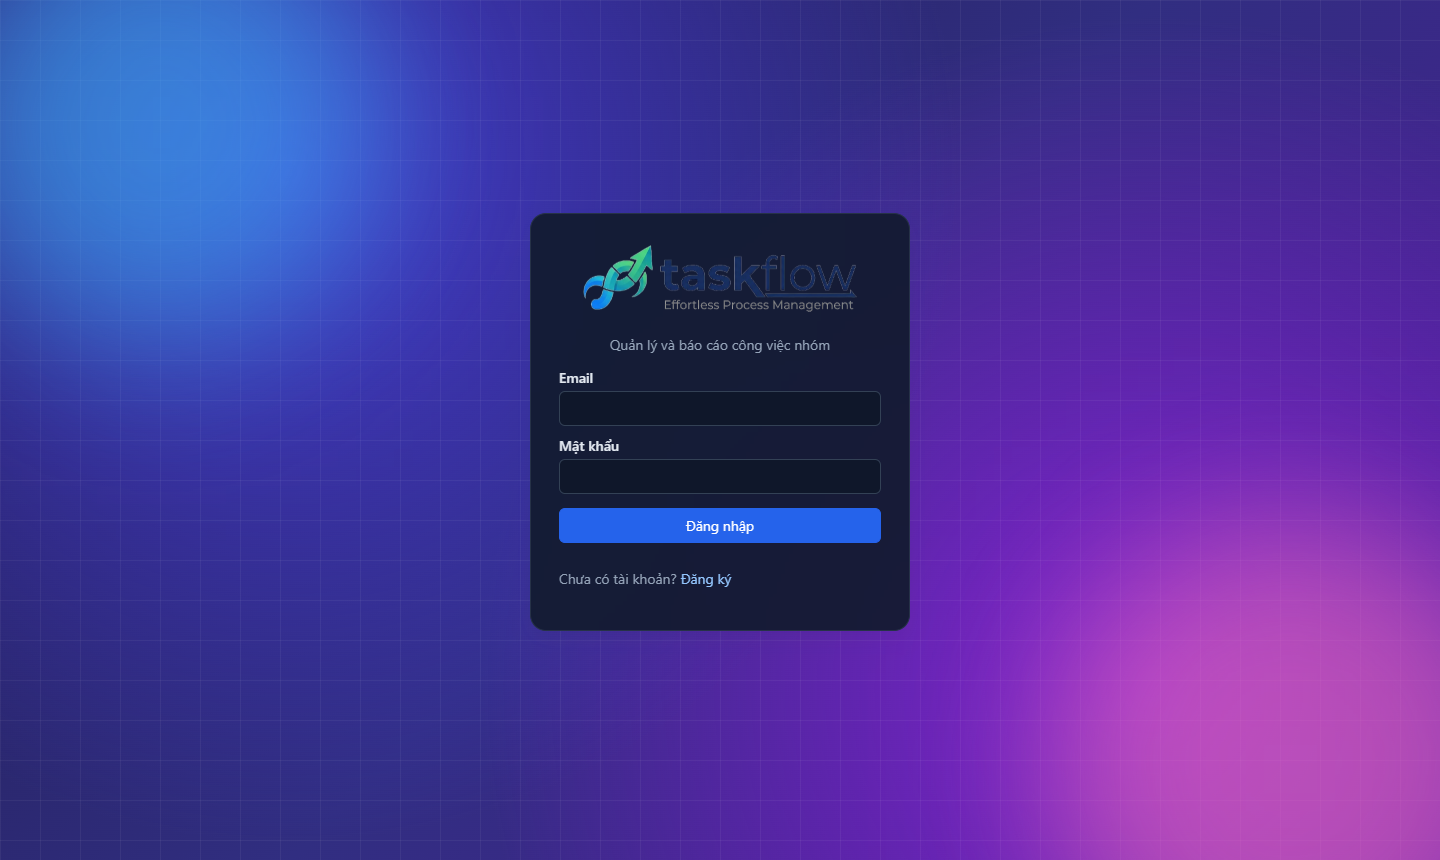 taskflow
Effortless Process Management
Quản lý và báo cáo công việc nhóm
Email
Mật khẩu
Đăng nhập
Chưa có tài khoản? Đăng ký